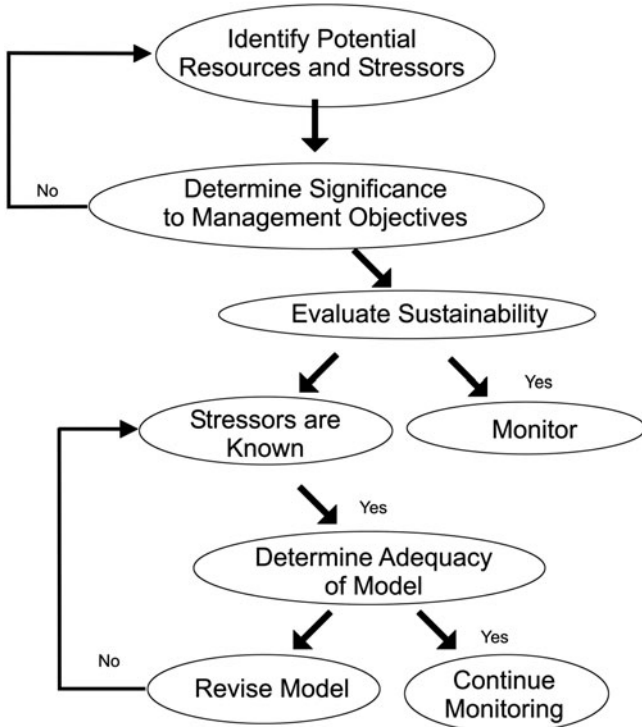 Identify Potential
Resources and Stressors
No
Determine Significance
to Management Objectives
Evaluate Sustainability
Yes
Stressors are
Known
Monitor
Yes
Determine Adequacy
of Model
No
Yes
Revise Model
Continue
Monitoring